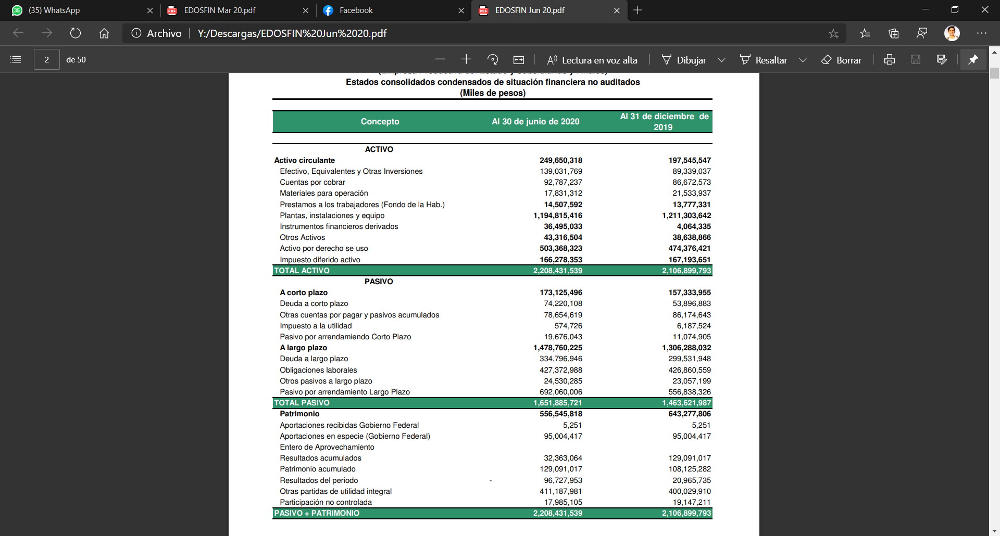 (35) WhatsApp
EDOSFIN Mar 20.pdf
Facebook
EDOSFIN Jun 20.pdf
Archivo
Y:/Descargas/EDOSFIN%20Jun%2020.pdf
2 de 50
Lectura en voz alta
Dibujar
Resaltar
Borrar
(Empresa Productiva del Estado y Subsidiarias y Filiales)
Estados consolidados condensados de situación financiera no auditados
(Miles de pesos)
Concepto Al 30 de junio de 2020 Al 31 de diciembre de
2019
ACTIVO
Activo circulante 249,650,318 197,545,547
Efectivo, Equivalentes y Otras Inversiones 139,031,769 89,339,037
Cuentas por cobrar 92,787,237 86,672,573
Materiales para operación 17,831,312 21,533,937
Prestamos a los trabajadores (Fondo de la Hab.) 14,507,592 13,777,331
Plantas, instalaciones y equipo 1,194,815,416 1,211,303,642
Instrumentos financieros derivados 36,495,033 4,064,335
Otros Activos 43,316,504 38,638,866
Activo por derecho se uso 503,368,323 474,376,421
Impuesto diferido activo 166,278,353 167,193,651
TOTAL ACTIVO 2,208,431,539 2,106,899,793
PASIVO
A corto plazo 173,125,496 157,333,955
Deuda a corto plazo 74,220,108 53,896,883
Otras cuentas por pagar y pasivos acumulados 78,654,619 86,174,643
Impuesto a la utilidad 574,726 6,187,524
Pasivo por arrendamiendo Corto Plazo 19,676,043 11,074,905
A largo plazo 1,478,760,225 1,306,288,032
Deuda a largo plazo 334,796,946 299,531,948
Obligaciones laborales 427,372,988 426,860,559
Otros pasivos a largo plazo 24,530,285 23,057,199
Pasivo por arrendamiento Largo Plazo 692,060,006 556,838,326
TOTAL PASIVO 1,651,885,721 1,463,621,987
Patrimonio 556,545,818 643,277,806
Aportaciones recibidas Gobierno Federal 5,251 5,251
Aportaciones en especie (Gobierno Federal) 95,004,417 95,004,417
Entero de Aprovechamiento
Resultados acumulados 32,363,064 129,091,017
Patrimonio acumulado 129,091,017 108,125,282
Resultados del periodo - 96,727,953 20,965,735
Otras partidas de utilidad integral 411,187,981 400,029,910
Participación no controlada 17,985,105 19,147,211
PASIVO + PATRIMONIO 2,208,431,539 2,106,899,793